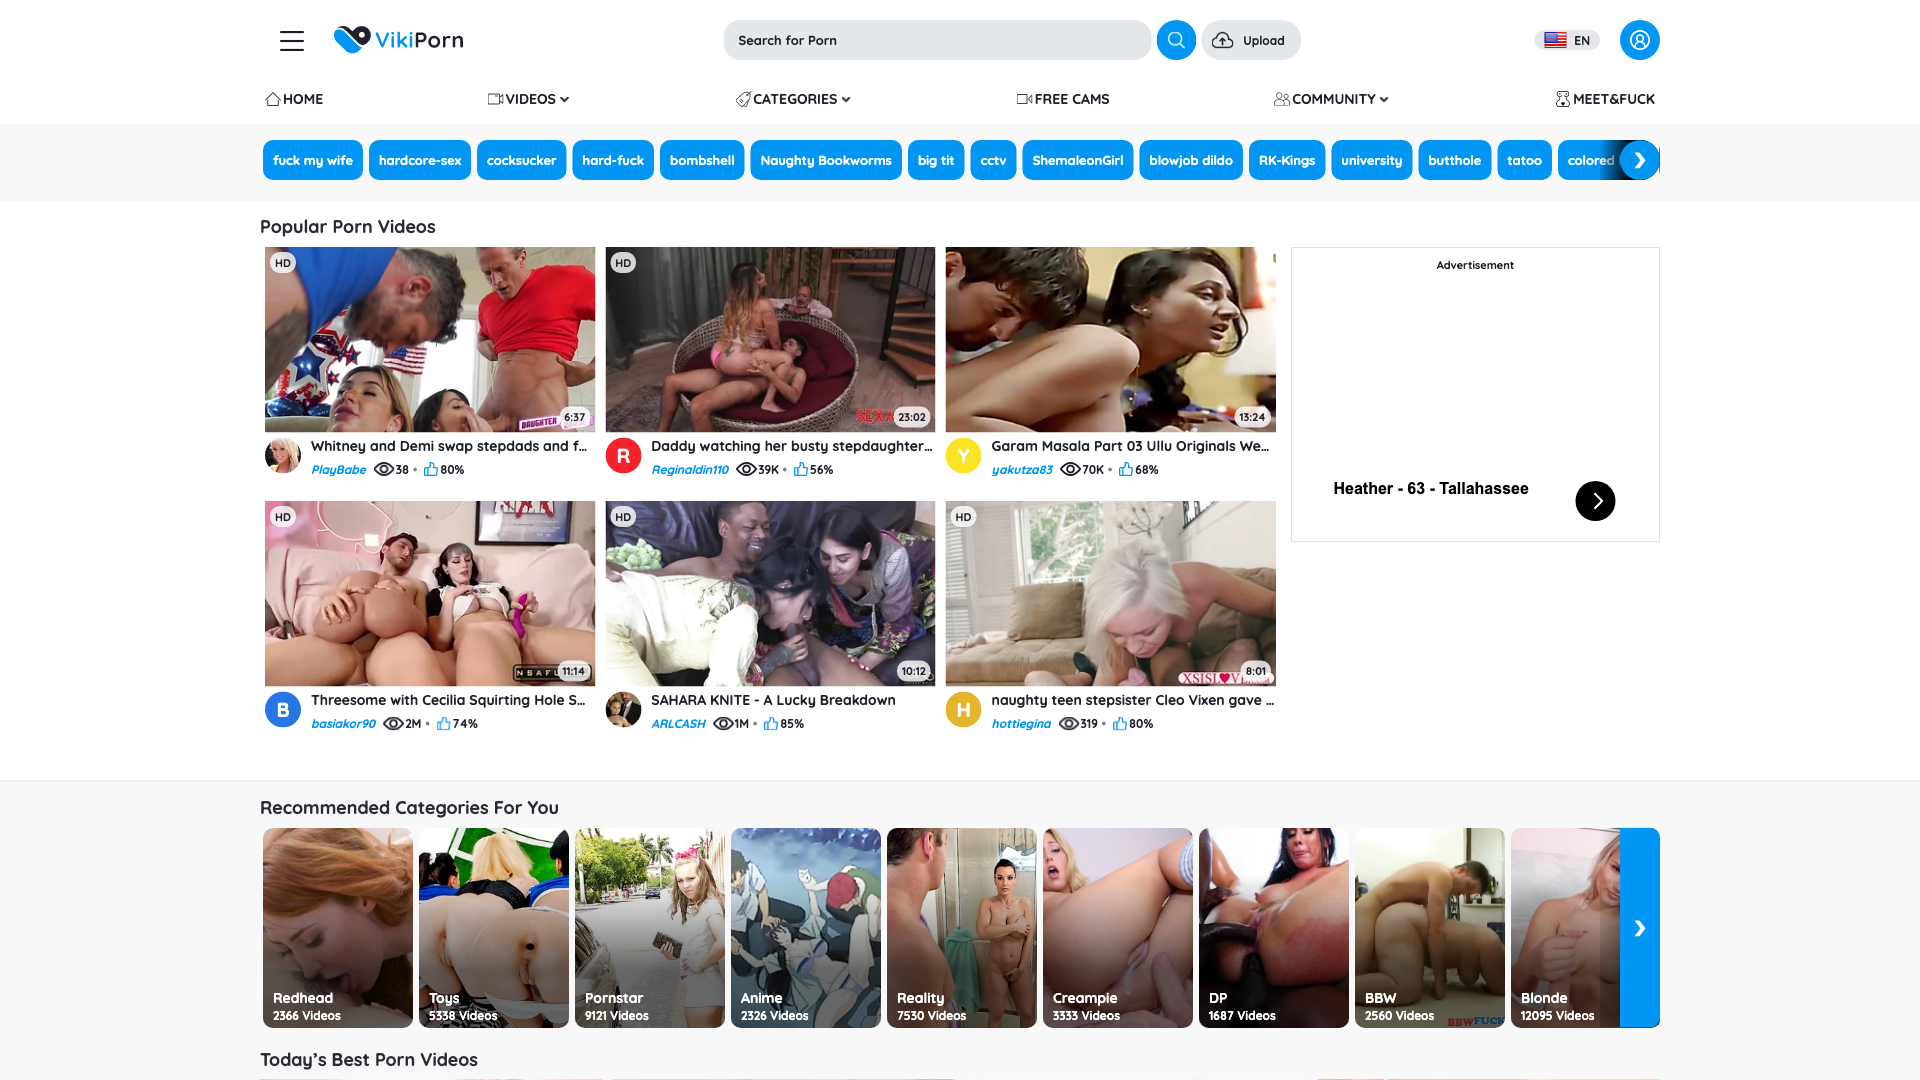 VikiPorn
Search for Porn
Upload
EN
HOME
VIDEOS
CATEGORIES
FREE CAMS
COMMUNITY
MEET&FUCK
fuck my wife
hardcore-sex
cocksucker
hard-fuck
bombshell
Naughty Bookworms
big tit
cctv
ShemaleonGirl
blowjob dildo
RK-Kings
university
butthole
tatoo
colored
Popular Porn Videos
HD
DAUGHTER
6:37
Whitney and Demi swap stepdads and f...
PlayBabe 38 • 80%
HD
23:02
R
Daddy watching her busty stepdaughter...
Reginaldin110 39K • 56%
13:24
Y
Garam Masala Part 03 Ullu Originals We...
yakutza83 70K • 68%
Advertisement
Heather - 63 - Tallahassee
HD
11:14
B
Threesome with Cecilia Squirting Hole S...
basiakor90 2M • 74%
HD
10:12
SAHARA KNITE - A Lucky Breakdown
ARLCASH 1M • 85%
HD
8:01
H
naughty teen stepsister Cleo Vixen gave ...
hottiegina 319 • 80%
Recommended Categories For You
Redhead
2366 Videos
Toys
5338 Videos
Pornstar
9121 Videos
Anime
2326 Videos
Reality
7530 Videos
Creampie
3333 Videos
DP
1687 Videos
BBW
2560 Videos
Blonde
12095 Videos
Today's Best Porn Videos